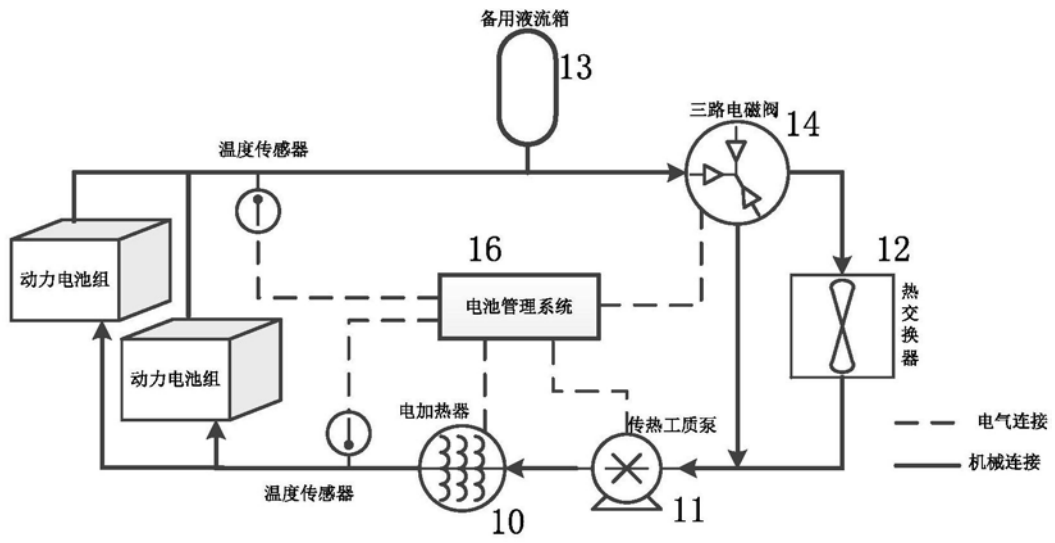 备用液流箱
13
三路电磁阀
14
温度传感器
16
12
动力电池组
电池管理系统
热交换器
动力电池组
电加热器
传热工质泵
电气连接
机械连接
温度传感器
10
11